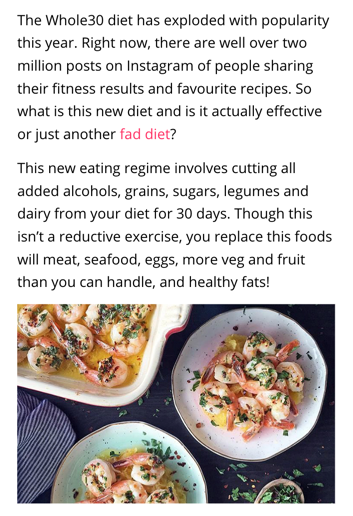 The Whole30 diet has exploded with popularity
this year. Right now, there are well over two
million posts on Instagram of people sharing
their fitness results and favourite recipes. So
what is this new diet and is it actually effective
or just another fad diet?
This new eating regime involves cutting all
added alcohols, grains, sugars, legumes and
dairy from your diet for 30 days. Though this
isn’t a reductive exercise, you replace this foods
will meat, seafood, eggs, more veg and fruit
than you can handle, and healthy fats!